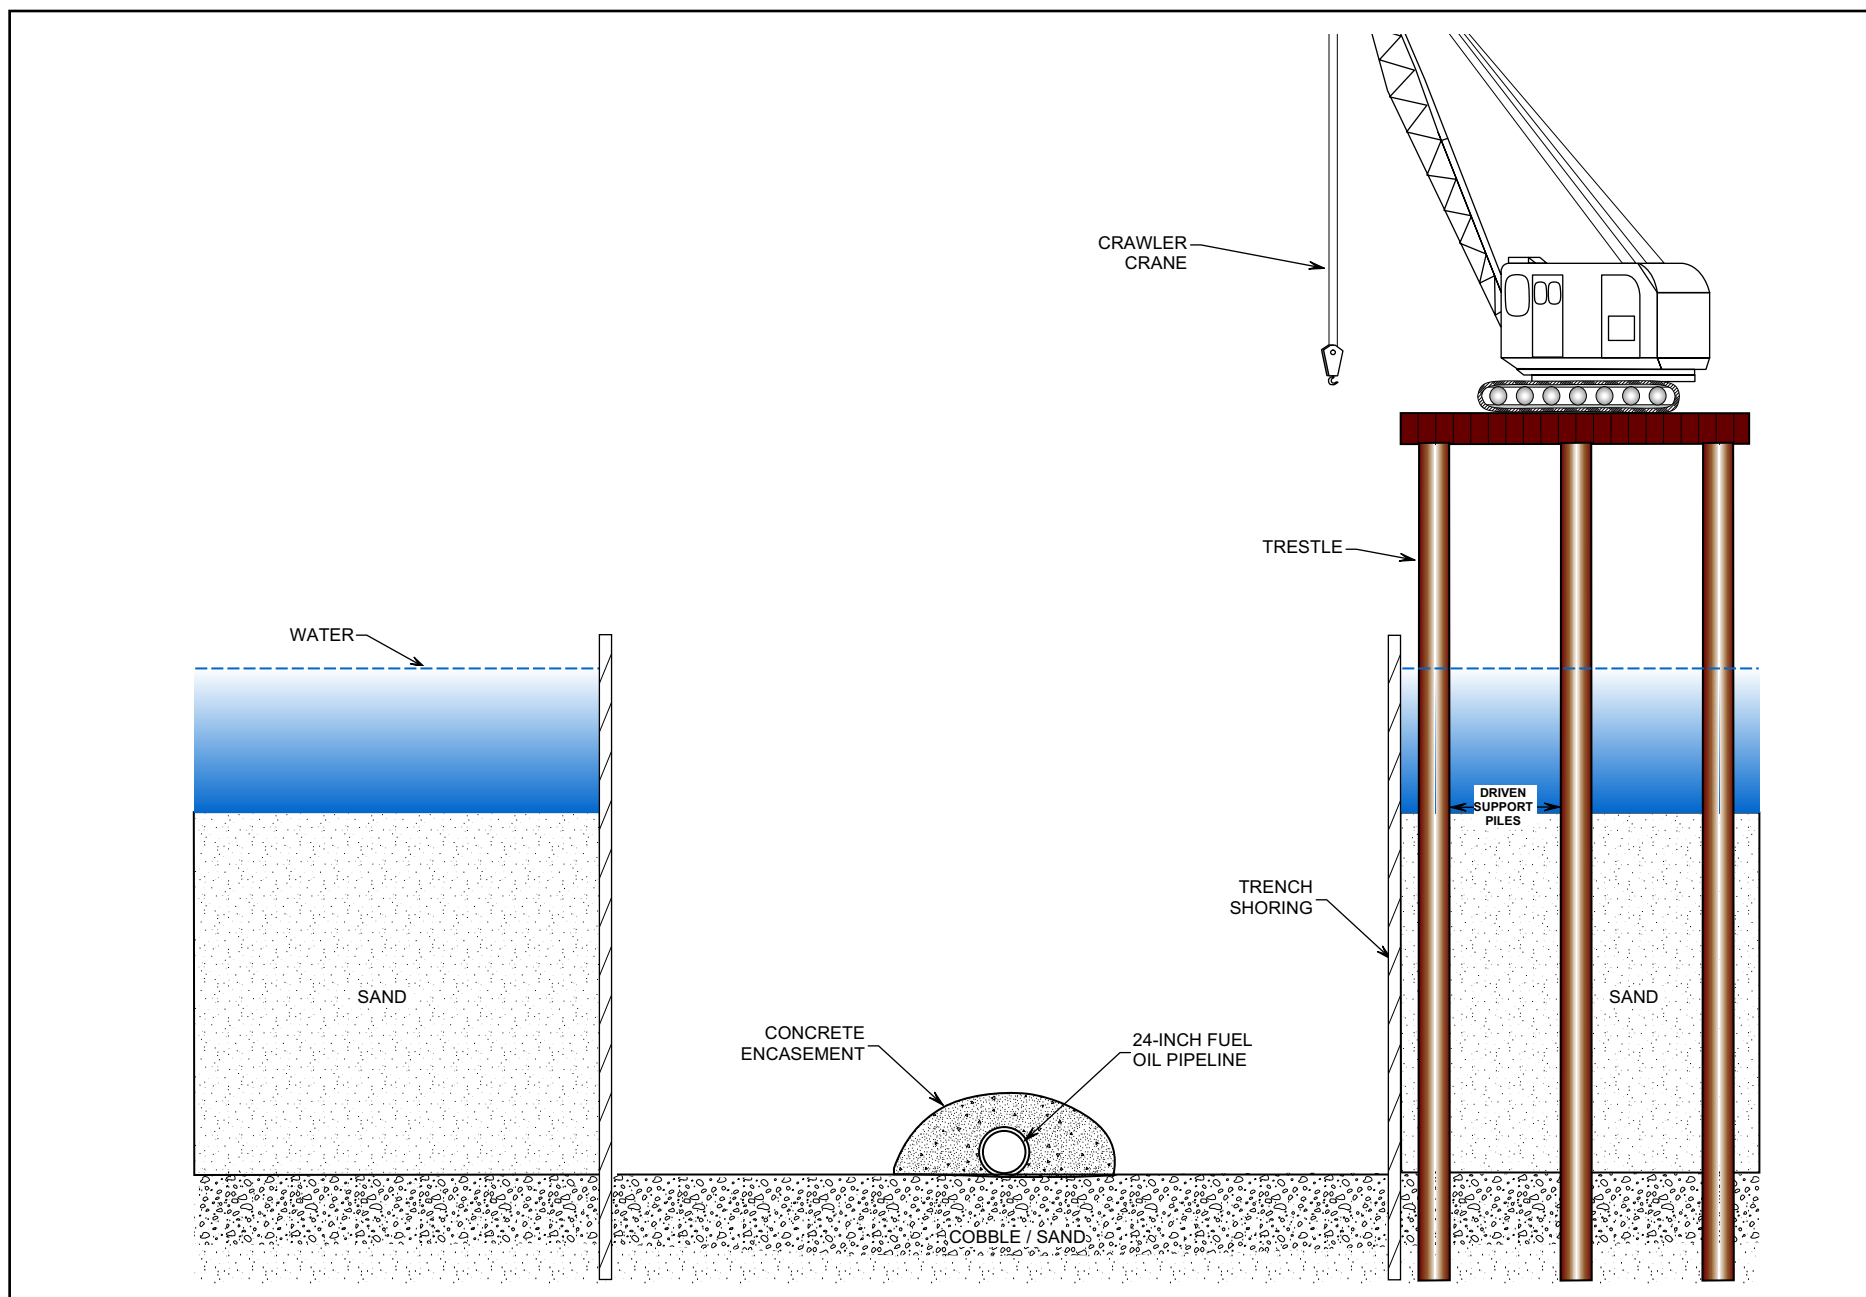 CRAWLER
CRANE
TRESTLE
WATER
DRIVEN
SUPPORT
PILES
TRENCH
SHORING
SAND
SAND
CONCRETE
ENCASEMENT
24-INCH FUEL
OIL PIPELINE
COBBLE / SAND